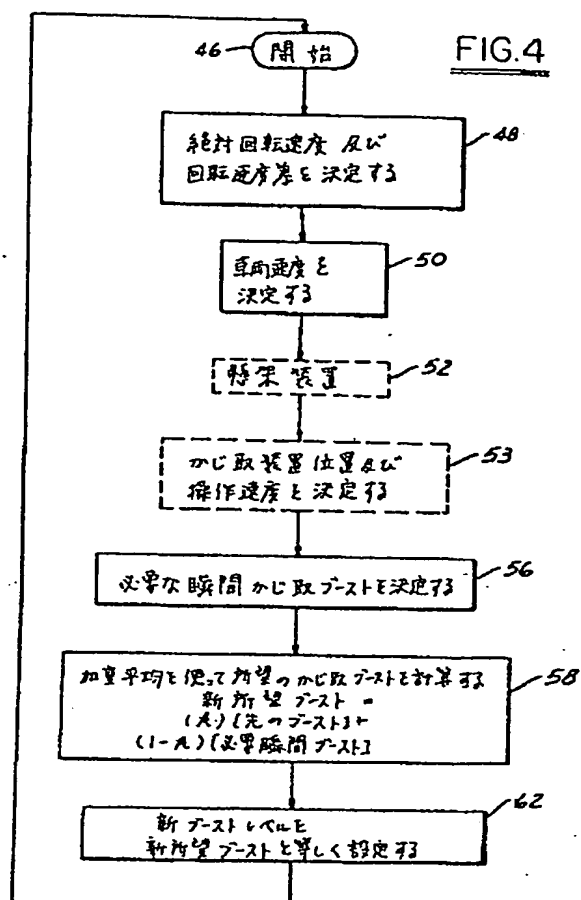 FIG.4
46 開始
絶対回転速度 及び 48
回転速度差を決定する
車両速度を 50
決定する
懸架装置 52
かじ取装置位置及び 53
操作速度を決定する
必要な瞬間かじ取ブーストを決定する 56
加重平均を使って所望のかじ取ブーストを計算する 58
新所望ブースト =
(A)[先のブースト]+
(1-A)[必要瞬間ブースト]
新ブーストレベルを 62
新所望ブーストと等しく設定する